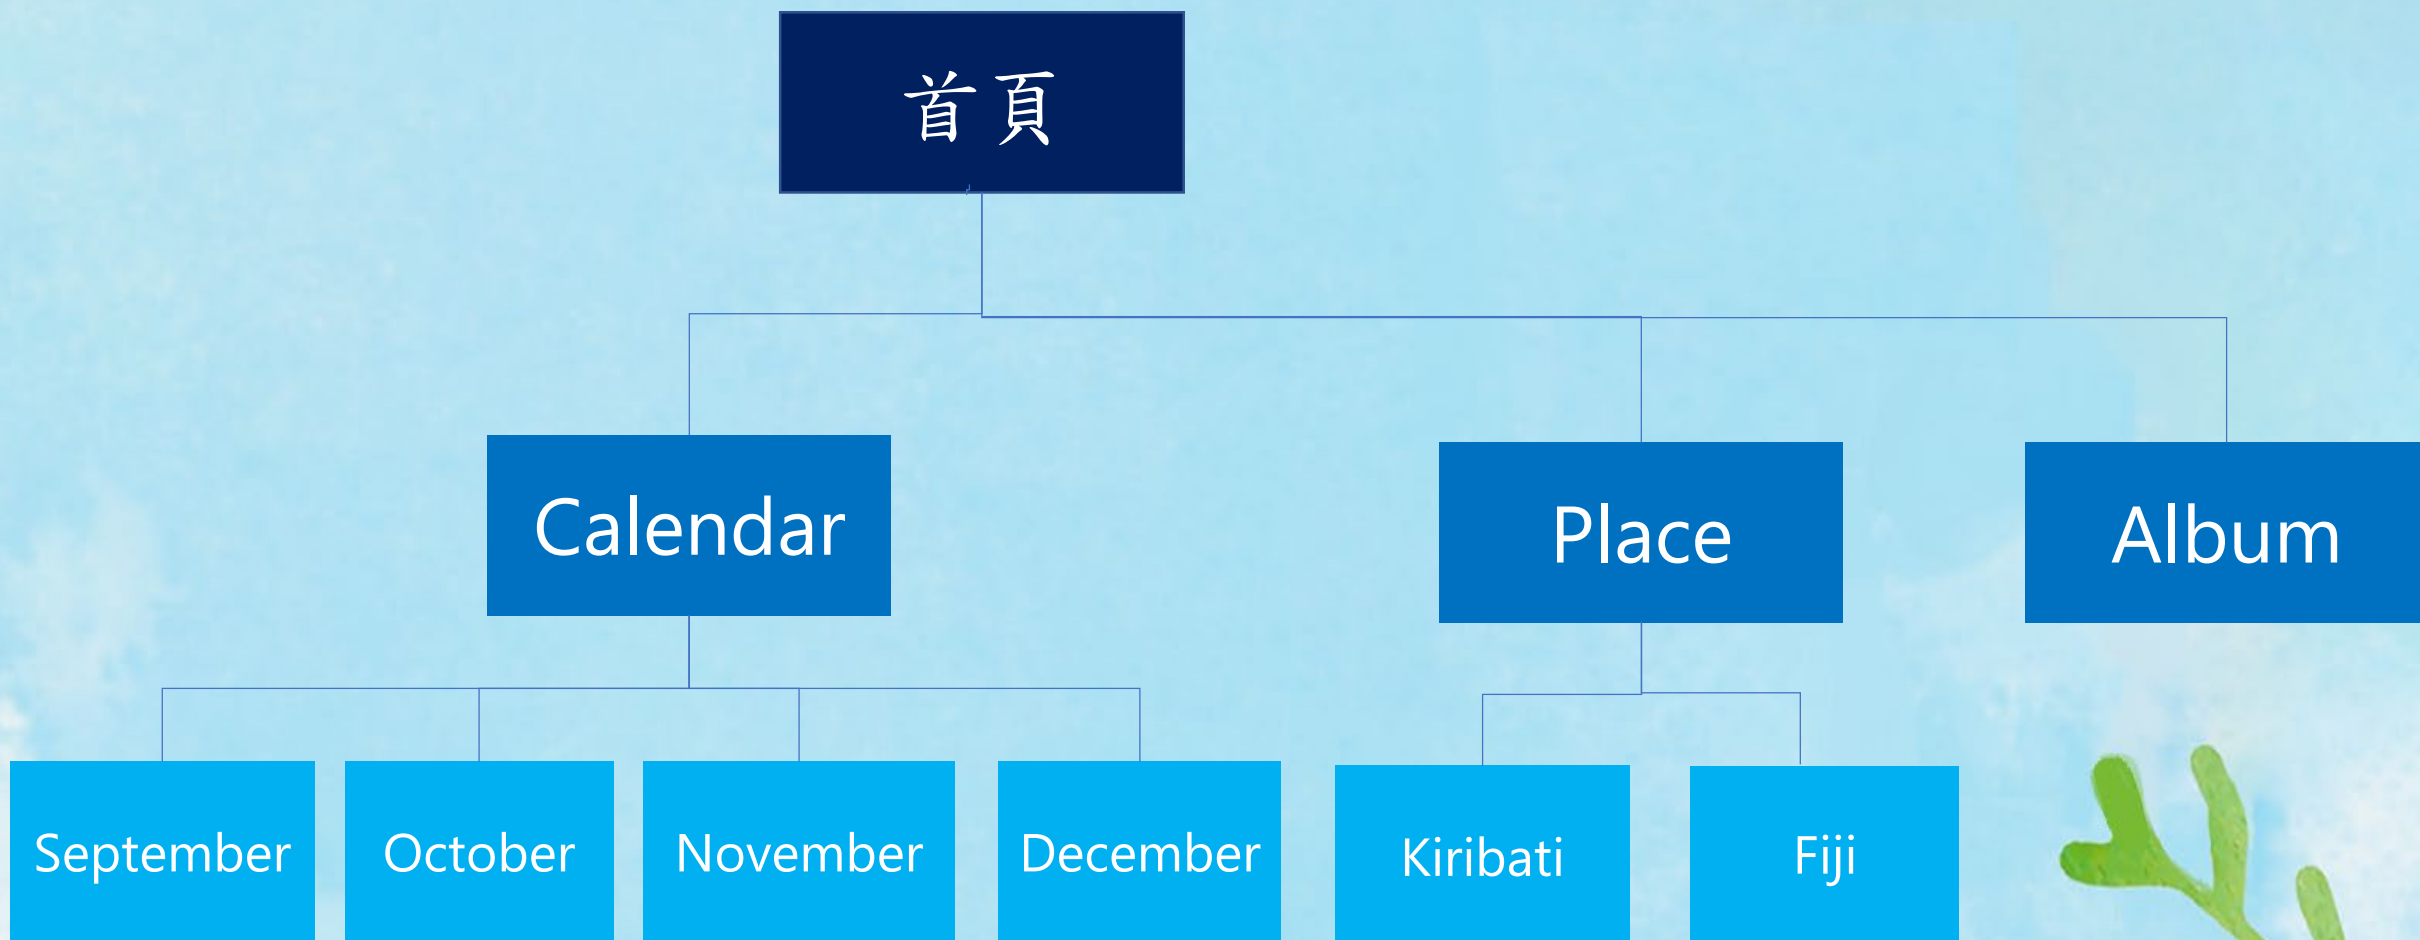 首頁
Calendar
Place
Album
September
October
November
December
Kiribati
Fiji